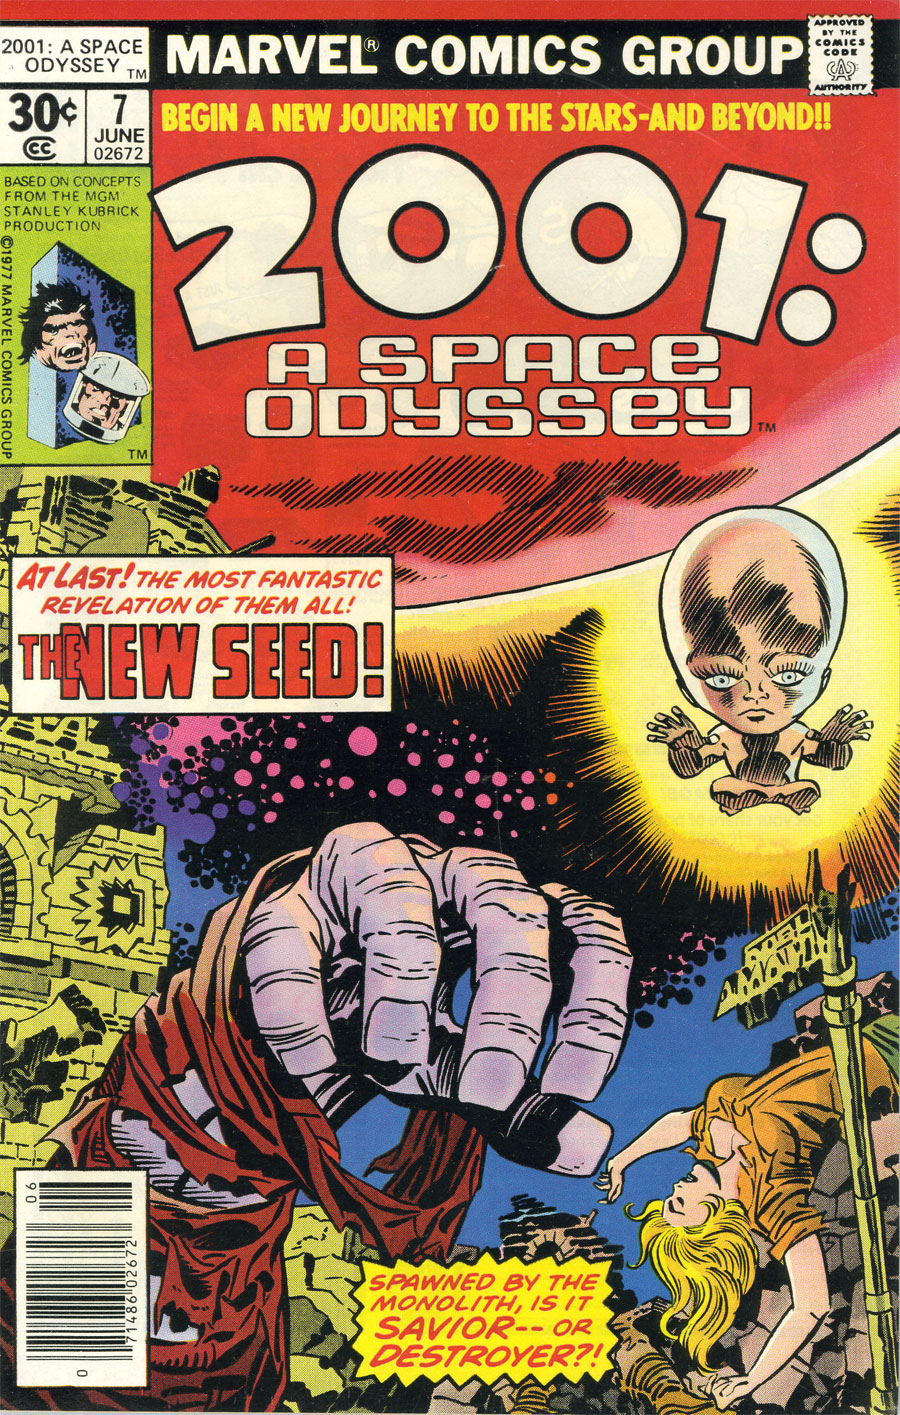 2001: A SPACE
ODYSSEY TM
MARVEL® COMICS GROUP
APPROVED
BY THE
COMICS
CODE
CA
AUTHORITY
30¢
CC
7
JUNE
02672
BEGIN A NEW JOURNEY TO THE STARS-AND BEYOND!!
BASED ON CONCEPTS
FROM THE MGM
STANLEY KUBRICK
PRODUCTION
©1977 MARVEL COMICS GROUP
TM
2001:
A SPACE
ODYSSEY TM
AT LAST! THE MOST FANTASTIC
REVELATION OF THEM ALL!
THE NEW SEED!
06
71486 02672
0
SPAWNED BY THE
MONOLITH, IS IT
SAVIOR-- OR
DESTROYER?!